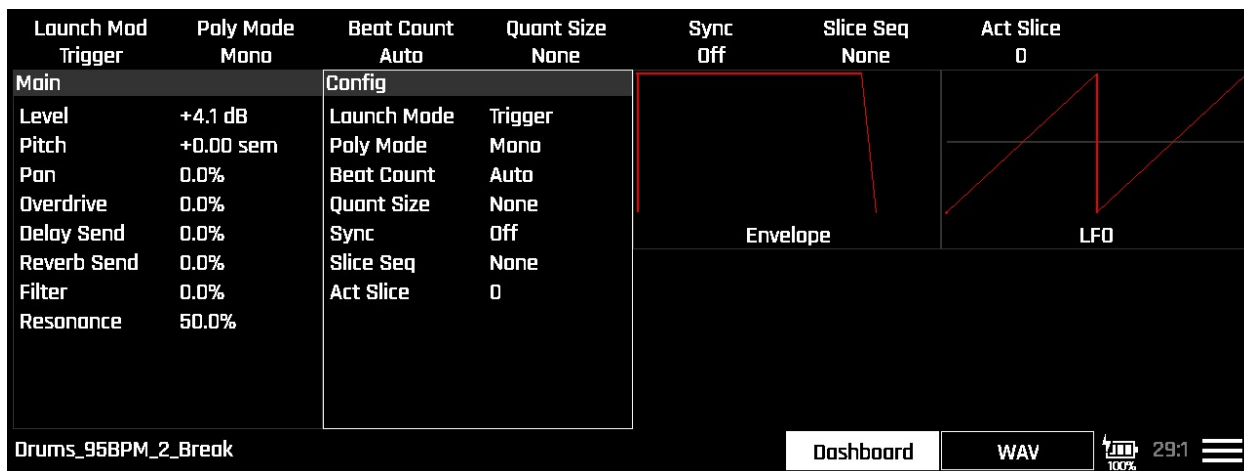 Launch Mod Poly Mode Beat Count Quant Size Sync Slice Seq Act Slice
Trigger Mono Auto None Off None 0
Main Config
Level +4.1 dB Launch Mode Trigger
Pitch +0.00 sem Poly Mode Mono
Pan 0.0% Beat Count Auto
Overdrive 0.0% Quant Size None
Delay Send 0.0% Sync Off
Reverb Send 0.0% Slice Seq None
Filter 0.0% Act Slice 0
Resonance 50.0%
Envelope LFO
Drums_95BPM_2_Break Dashboard WAV 100% 29:1